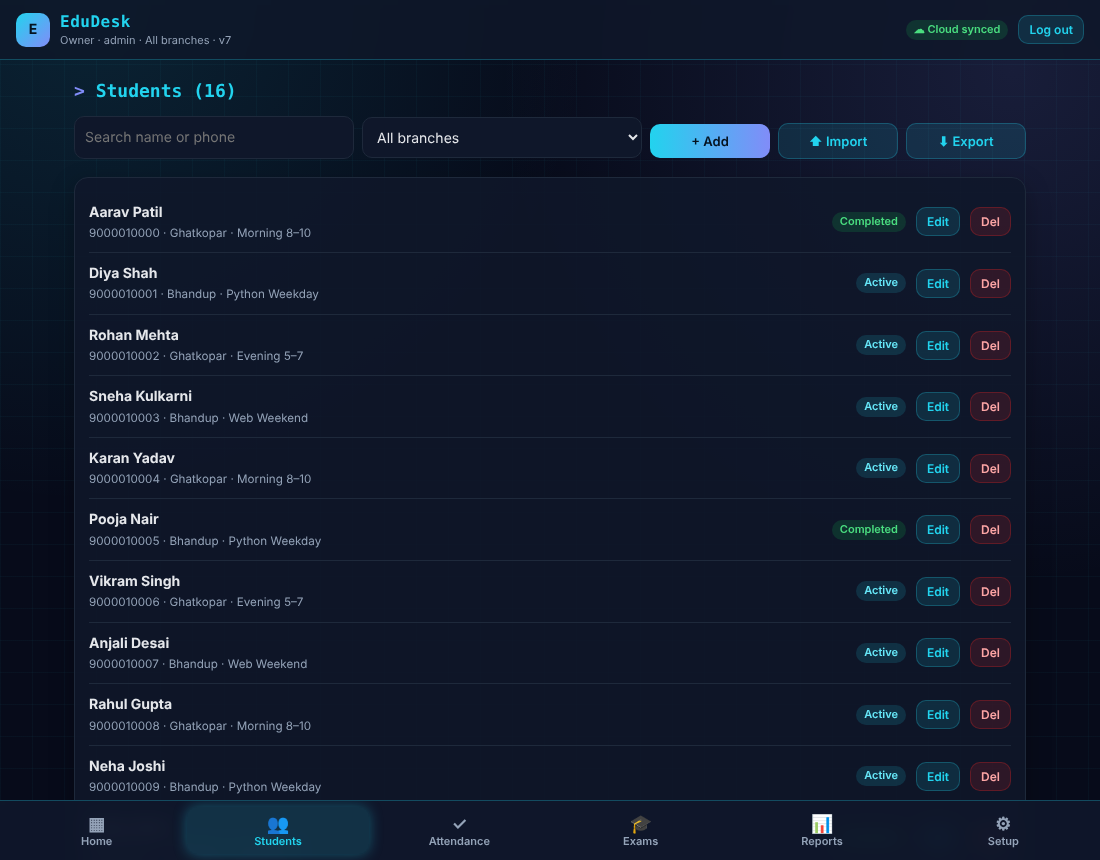 E
EduDesk
Owner · admin · All branches · v7
☁ Cloud synced
Log out
> Students (16)
Search name or phone
All branches
+ Add
⬆ Import
⬇ Export
Aarav Patil
9000010000 · Ghatkopar · Morning 8–10
Completed
Edit
Del
Diya Shah
9000010001 · Bhandup · Python Weekday
Active
Edit
Del
Rohan Mehta
9000010002 · Ghatkopar · Evening 5–7
Active
Edit
Del
Sneha Kulkarni
9000010003 · Bhandup · Web Weekend
Active
Edit
Del
Karan Yadav
9000010004 · Ghatkopar · Morning 8–10
Active
Edit
Del
Pooja Nair
9000010005 · Bhandup · Python Weekday
Completed
Edit
Del
Vikram Singh
9000010006 · Ghatkopar · Evening 5–7
Active
Edit
Del
Anjali Desai
9000010007 · Bhandup · Web Weekend
Active
Edit
Del
Rahul Gupta
9000010008 · Ghatkopar · Morning 8–10
Active
Edit
Del
Neha Joshi
9000010009 · Bhandup · Python Weekday
Active
Edit
Del
Home
Students
Attendance
Exams
Reports
Setup